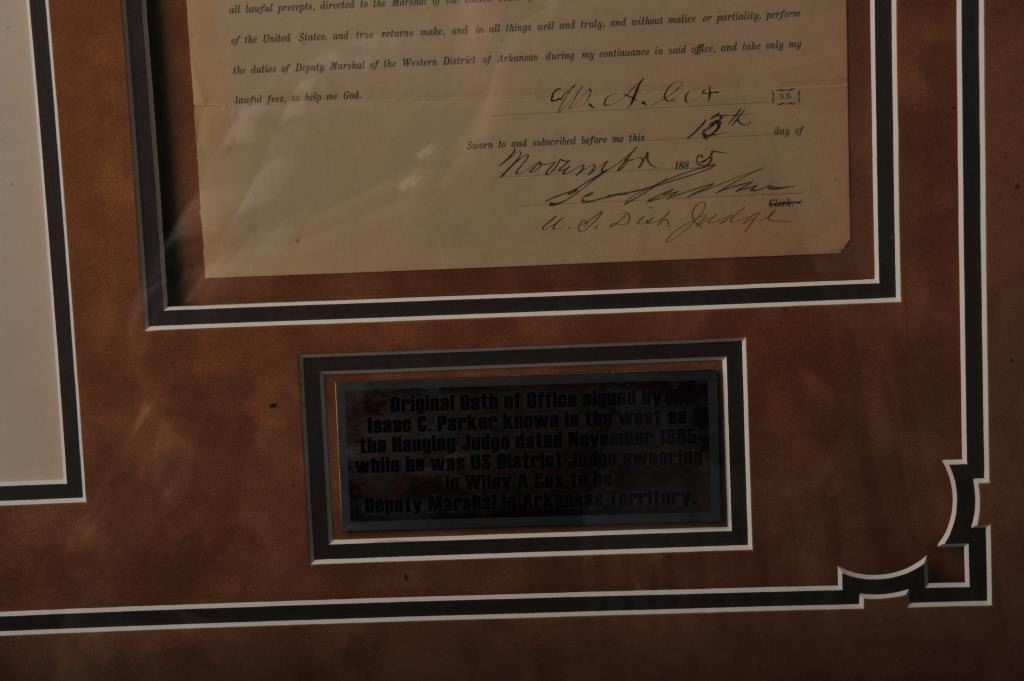 all lawful precepts, directed to the Marshal of the United
of the United States, and true returns make, and in all things well and truly, and without malice or partiality, perform
the duties of Deputy Marshal of the Western District of Arkansas during my continuance in said office, and take only my
lawful fees, so help me God.
W. A. Cox {S.S.}
Sworn to and subscribed before me this 13th day of
November 1885
Parker
Clerk.
U. S. Dist Judge
Original Oath of Office signed by
Isaac C. Parker known in the west as
the Hanging Judge dated November 1885
while he was US District Judge swearing
in Wiley A.Cox to be
Deputy Marshal in Arkansas Territory.